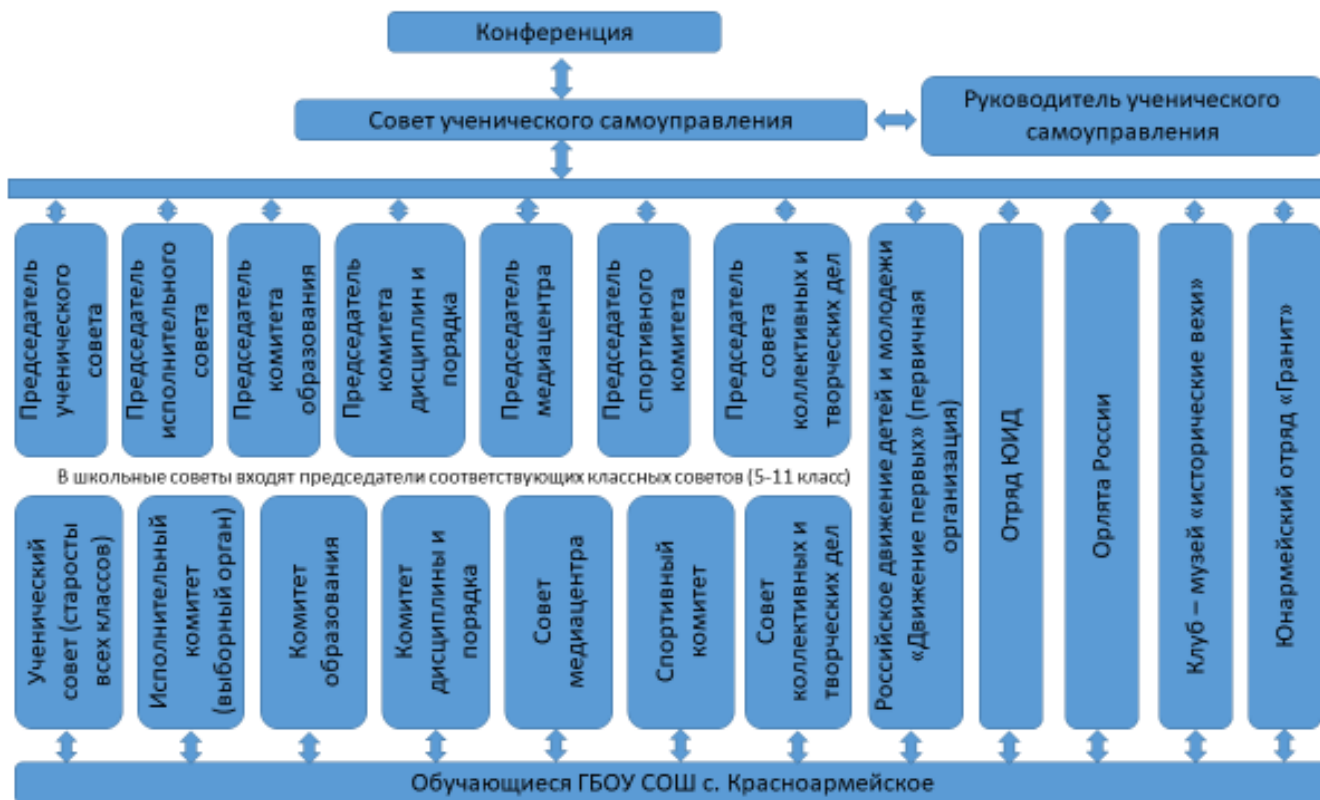 Конференция
Совет ученического самоуправления
Руководитель ученического
самоуправления
Председатель
ученического
совета
Председатель
исполнительного
совета
Председатель
комитета
образования
Председатель
комитета
дисциплин и
порядка
Председатель
медиацентра
Председатель
спортивного
комитета
Председатель
совета
коллективных и
творческих дел
Российское движение детей и молодежи
«Движение первых» (первичная
организация)
Отряд ЮИД
Орлята России
Клуб – музей «исторические вехи»
Юнармейский отряд «Гранит»
В школьные советы входят председатели соответствующих классных советов (5-11 класс)
Ученический
совет (старосты
всех классов)
Исполнительный
комитет
(выборный орган)
Комитет
образования
Комитет
дисциплины и
порядка
Совет
медиацентра
Спортивный
комитет
Совет
коллективных и
творческих дел
Обучающиеся ГБОУ СОШ с. Красноармейское